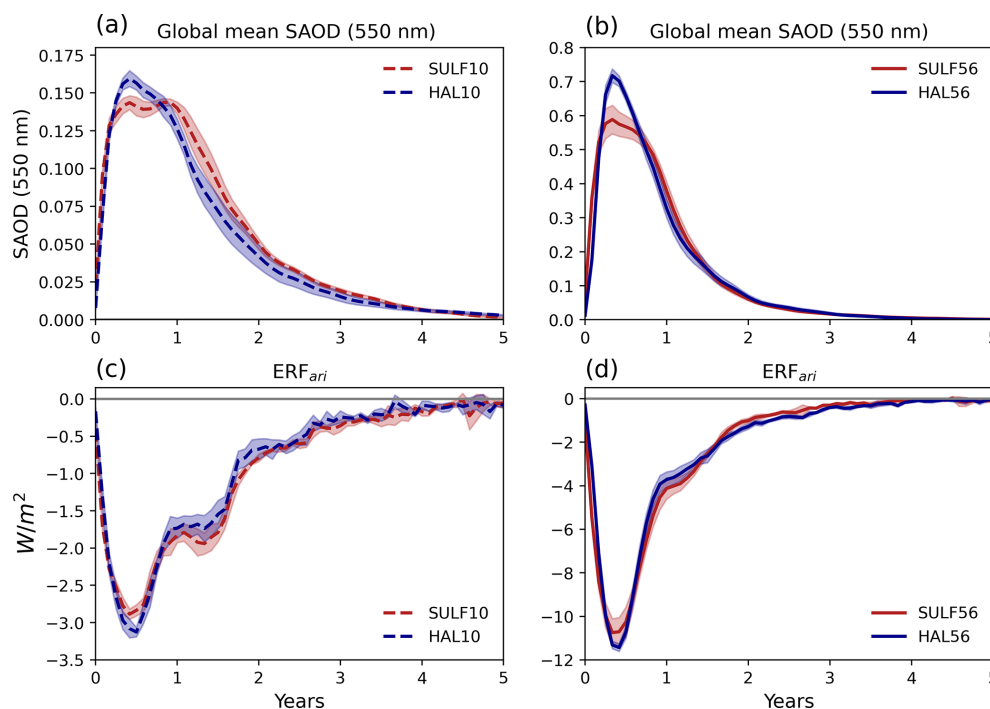 (a)
Global mean SAOD (550 nm)
SAOD (550 nm)
0.175
0.150
0.125
0.100
0.075
0.050
0.025
0.000
SULF10
HAL10
0 1 2 3 4 5
(b)
Global mean SAOD (550 nm)
0.8
0.7
0.6
0.5
0.4
0.3
0.2
0.1
0.0
SULF56
HAL56
0 1 2 3 4 5
(c)
ERF_ari
W/m²
0.0
−0.5
−1.0
−1.5
−2.0
−2.5
−3.0
−3.5
SULF10
HAL10
0 1 2 3 4 5
Years
(d)
ERF_ari
0
−2
−4
−6
−8
−10
−12
SULF56
HAL56
0 1 2 3 4 5
Years